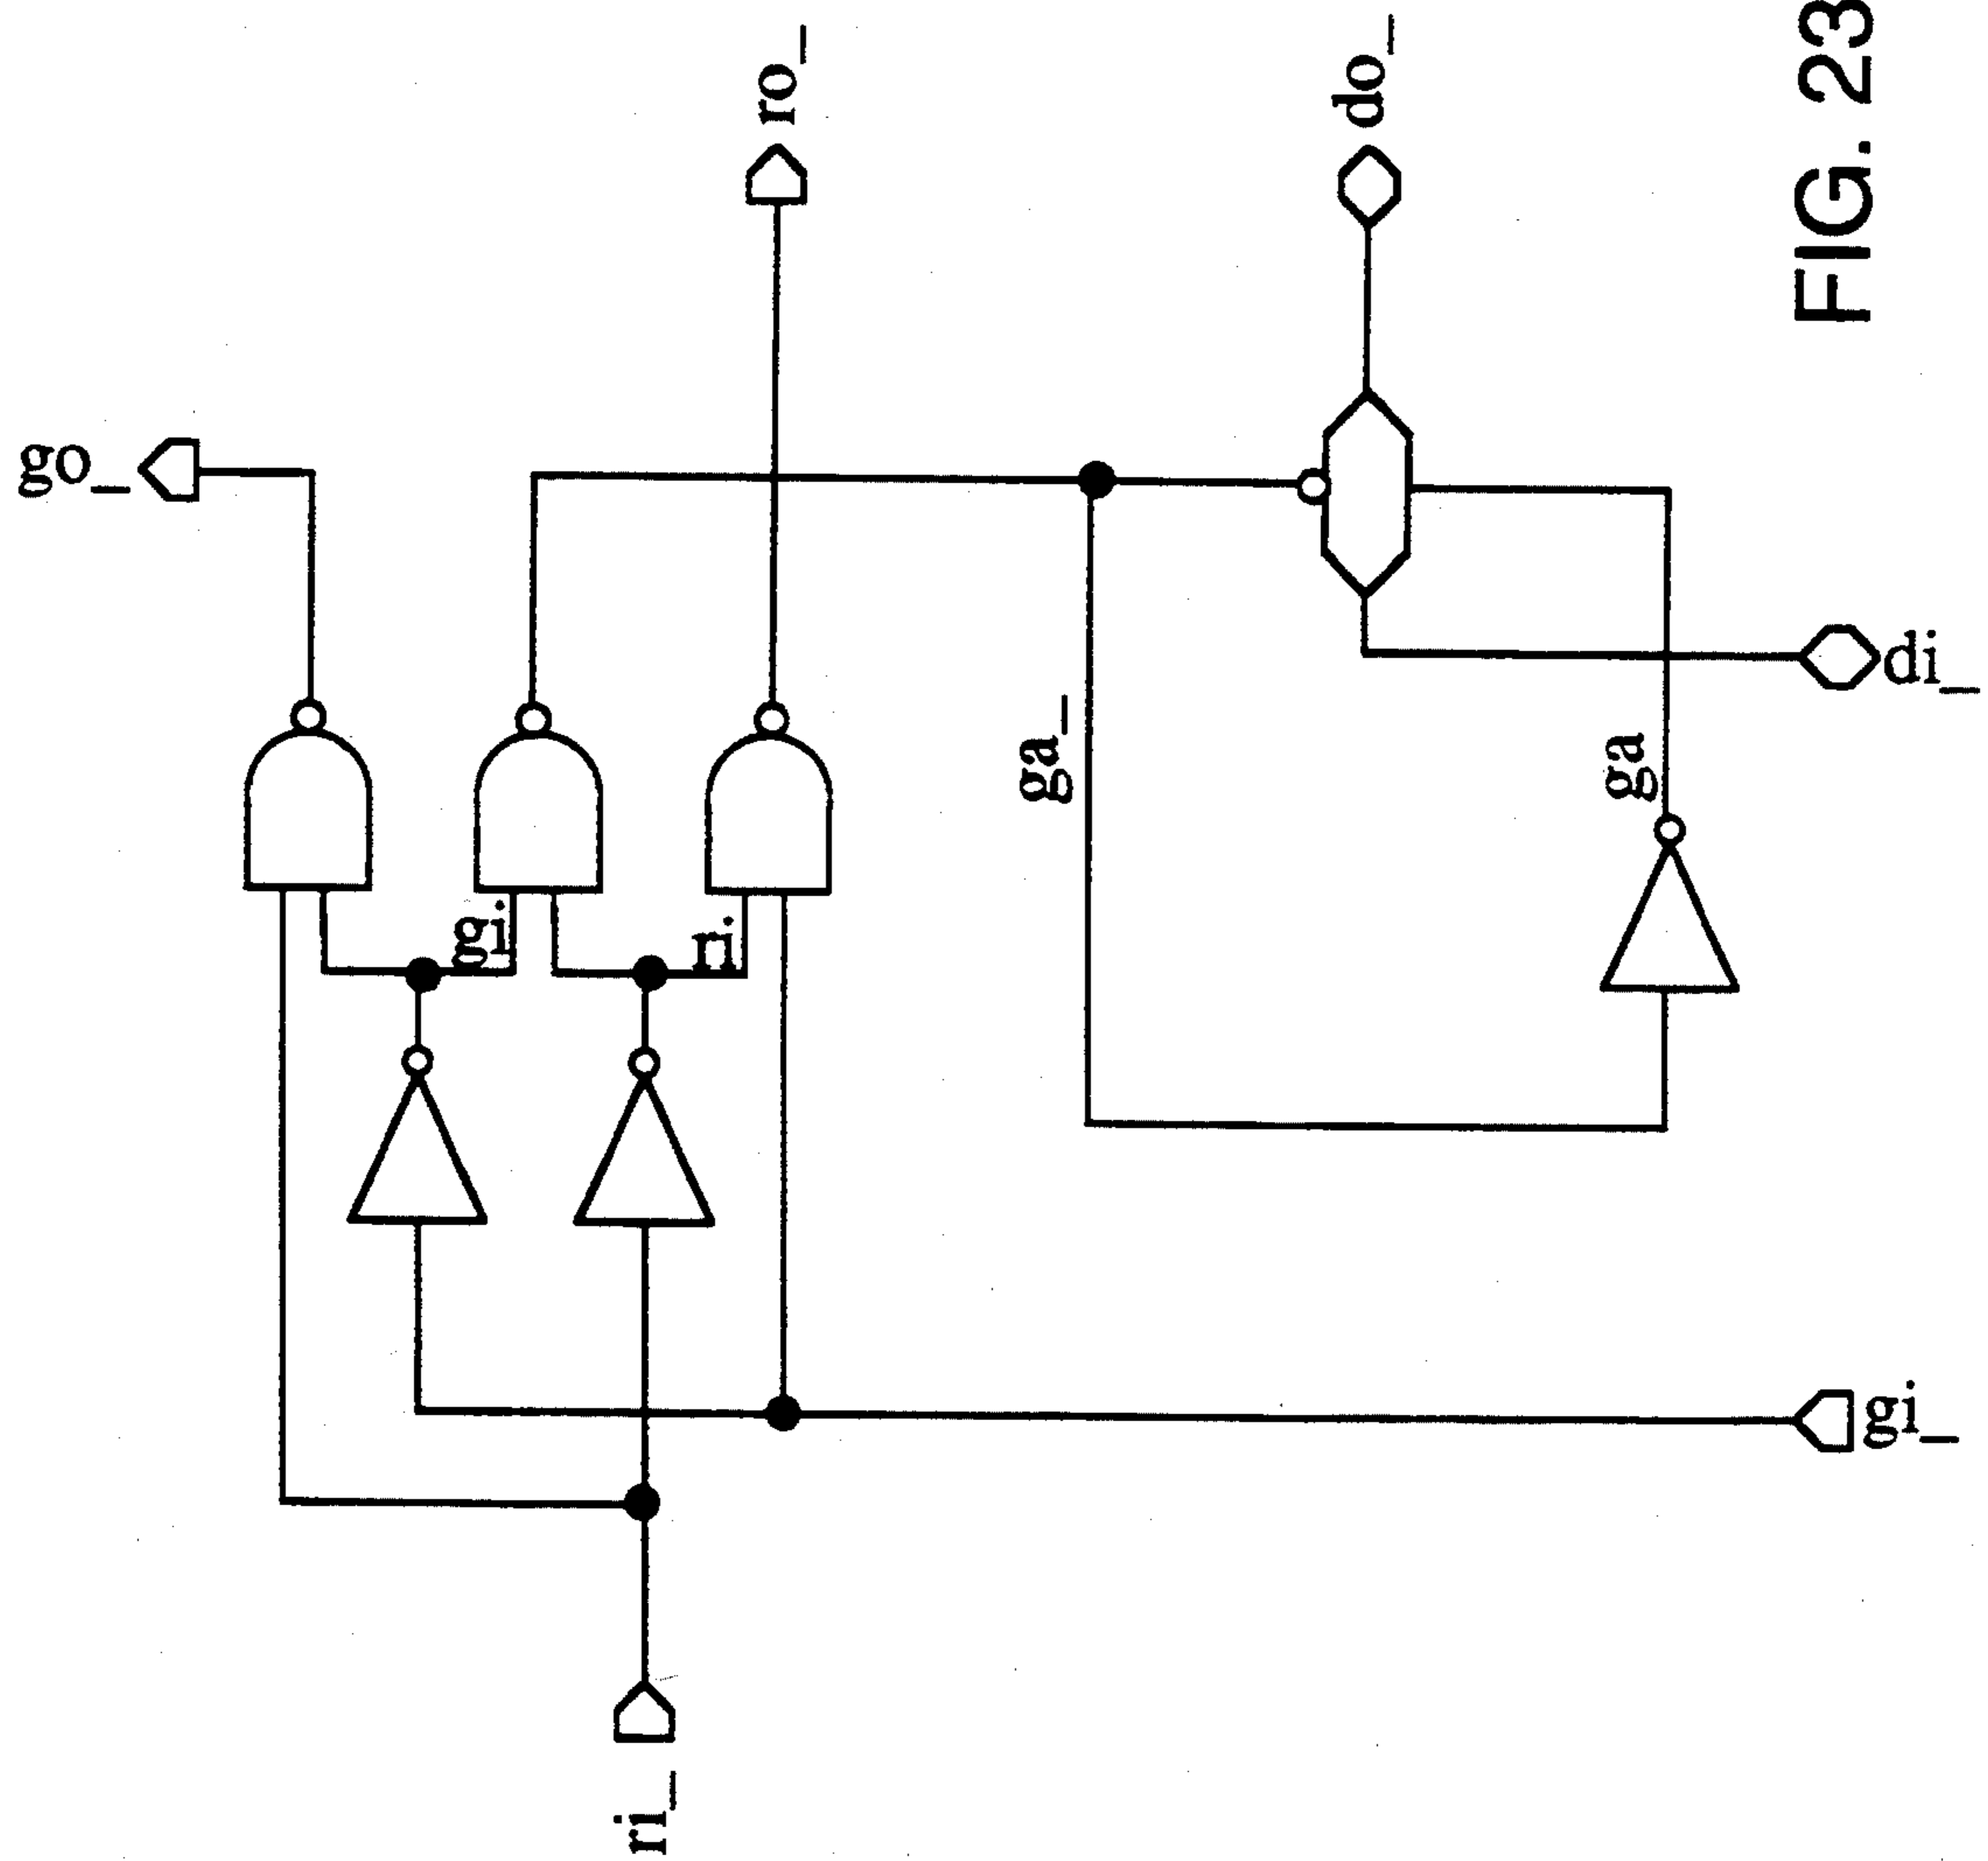 go_
ro_
do_
gi
ri
ga_
ga
di_
gi_
ri_
FIG. 23